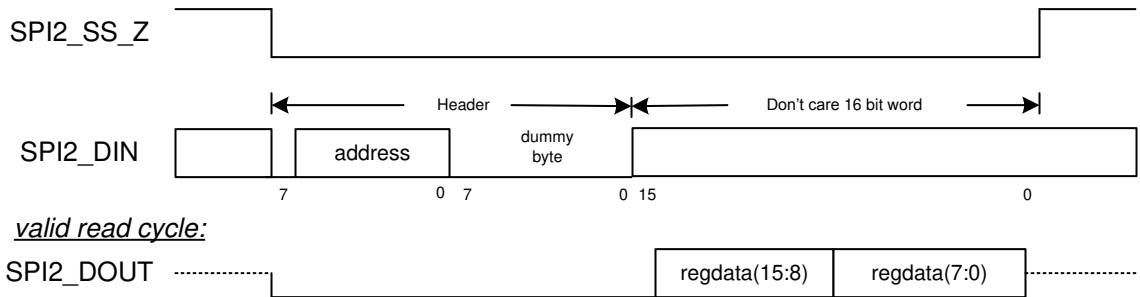 SPI2_SS_Z
Header
Don't care 16 bit word
SPI2_DIN
address
dummy
byte
7 0 7 0 15 0
valid read cycle:
SPI2_DOUT
regdata(15:8)
regdata(7:0)